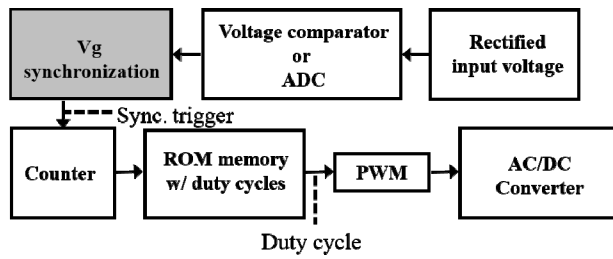 Vg
synchronization
Voltage comparator
or
ADC
Rectified
input voltage
Sync. trigger
Counter
ROM memory
w/ duty cycles
PWM
AC/DC
Converter
Duty cycle